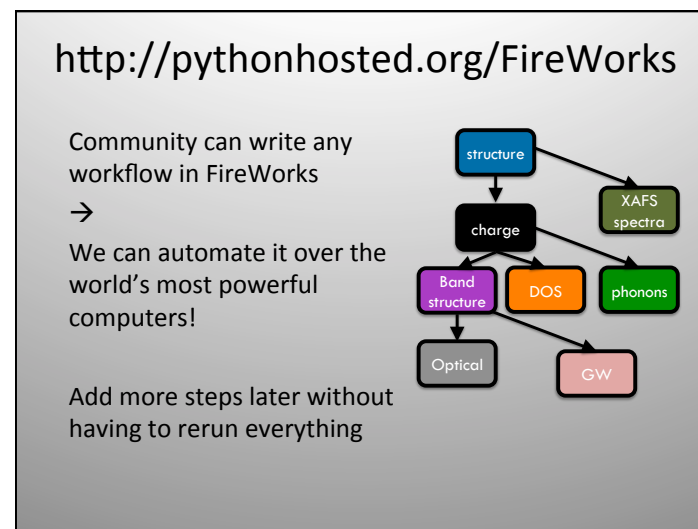 http://pythonhosted.org/FireWorks
Community can write any
workflow in FireWorks
→
We can automate it over the
world's most powerful
computers!
Add more steps later without
having to rerun everything
structure
XAFS
spectra
charge
Band
structure
DOS
phonons
Optical
GW